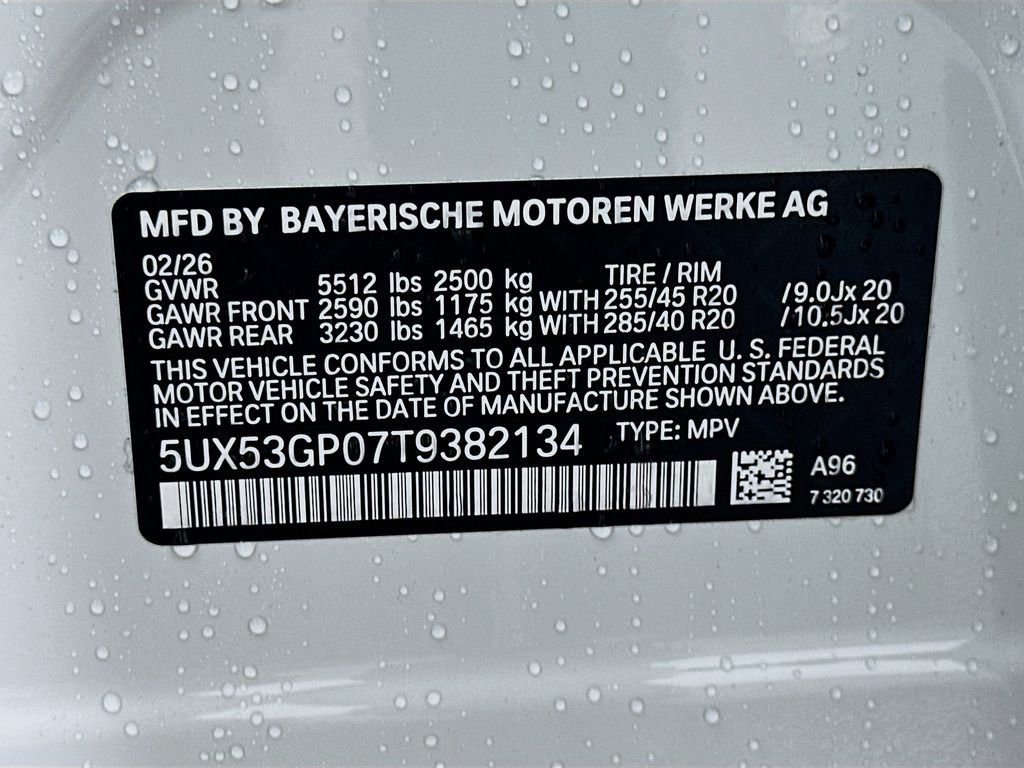 MFD BY BAYERISCHE MOTOREN WERKE AG
02/26 TIRE / RIM
GVWR 5512 lbs 2500 kg
GAWR FRONT 2590 lbs 1175 kg WITH 255/45 R20 /9.0Jx 20
GAWR REAR 3230 lbs 1465 kg WITH 285/40 R20 /10.5Jx 20
THIS VEHICLE CONFORMS TO ALL APPLICABLE U. S. FEDERAL
MOTOR VEHICLE SAFETY AND THEFT PREVENTION STANDARDS
IN EFFECT ON THE DATE OF MANUFACTURE SHOWN ABOVE.
5UX53GP07T9382134 TYPE: MPV
A96
7 320 730